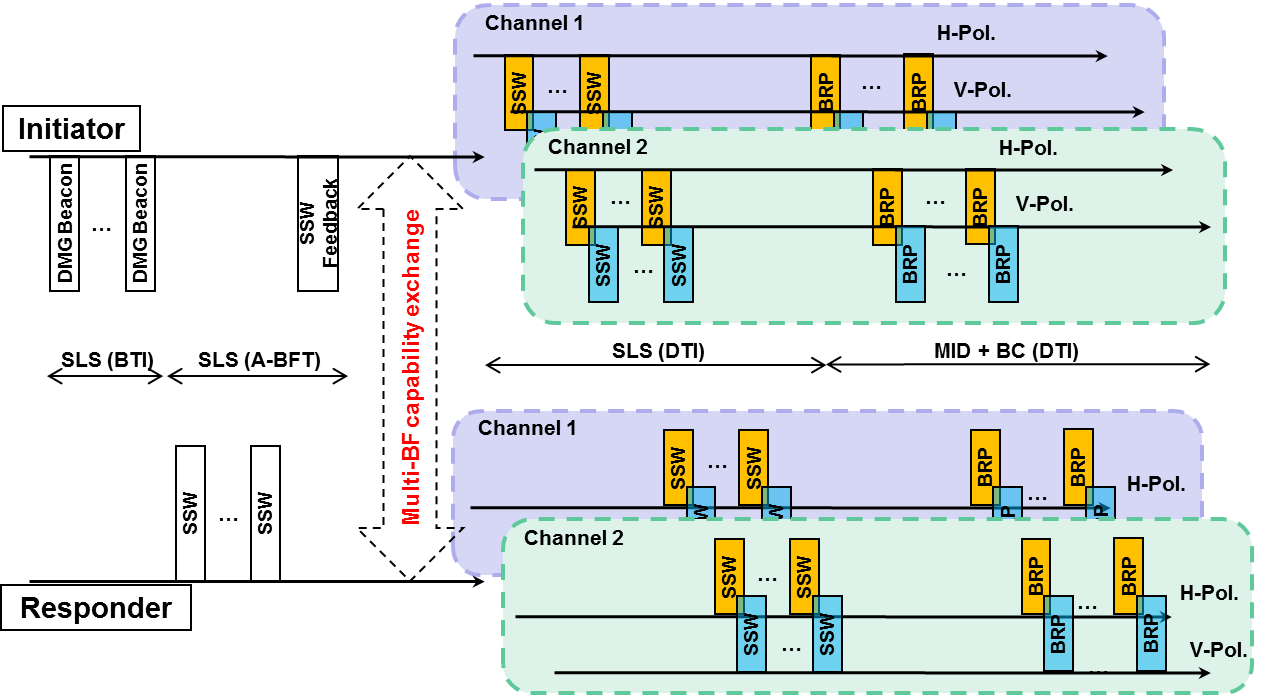 Channel 1
H-Pol.
SSW
...
SSW
BRP
...
BRP
V-Pol.
Initiator
Channel 2
H-Pol.
DMG Beacon
...
DMG Beacon
SSW
Feedback
SSW
...
SSW
BRP
...
BRP
V-Pol.
SSW
...
SSW
BRP
...
BRP
Multi-BF capability exchange
SLS (BTI)
SLS (A-BFT)
SLS (DTI)
MID + BC (DTI)
Channel 1
SSW
...
SSW
BRP
...
BRP
H-Pol.
W
W
P
P
SSW
...
SSW
Channel 2
SSW
...
SSW
BRP
...
BRP
H-Pol.
Responder
SSW
...
SSW
BRP
...
BRP
V-Pol.